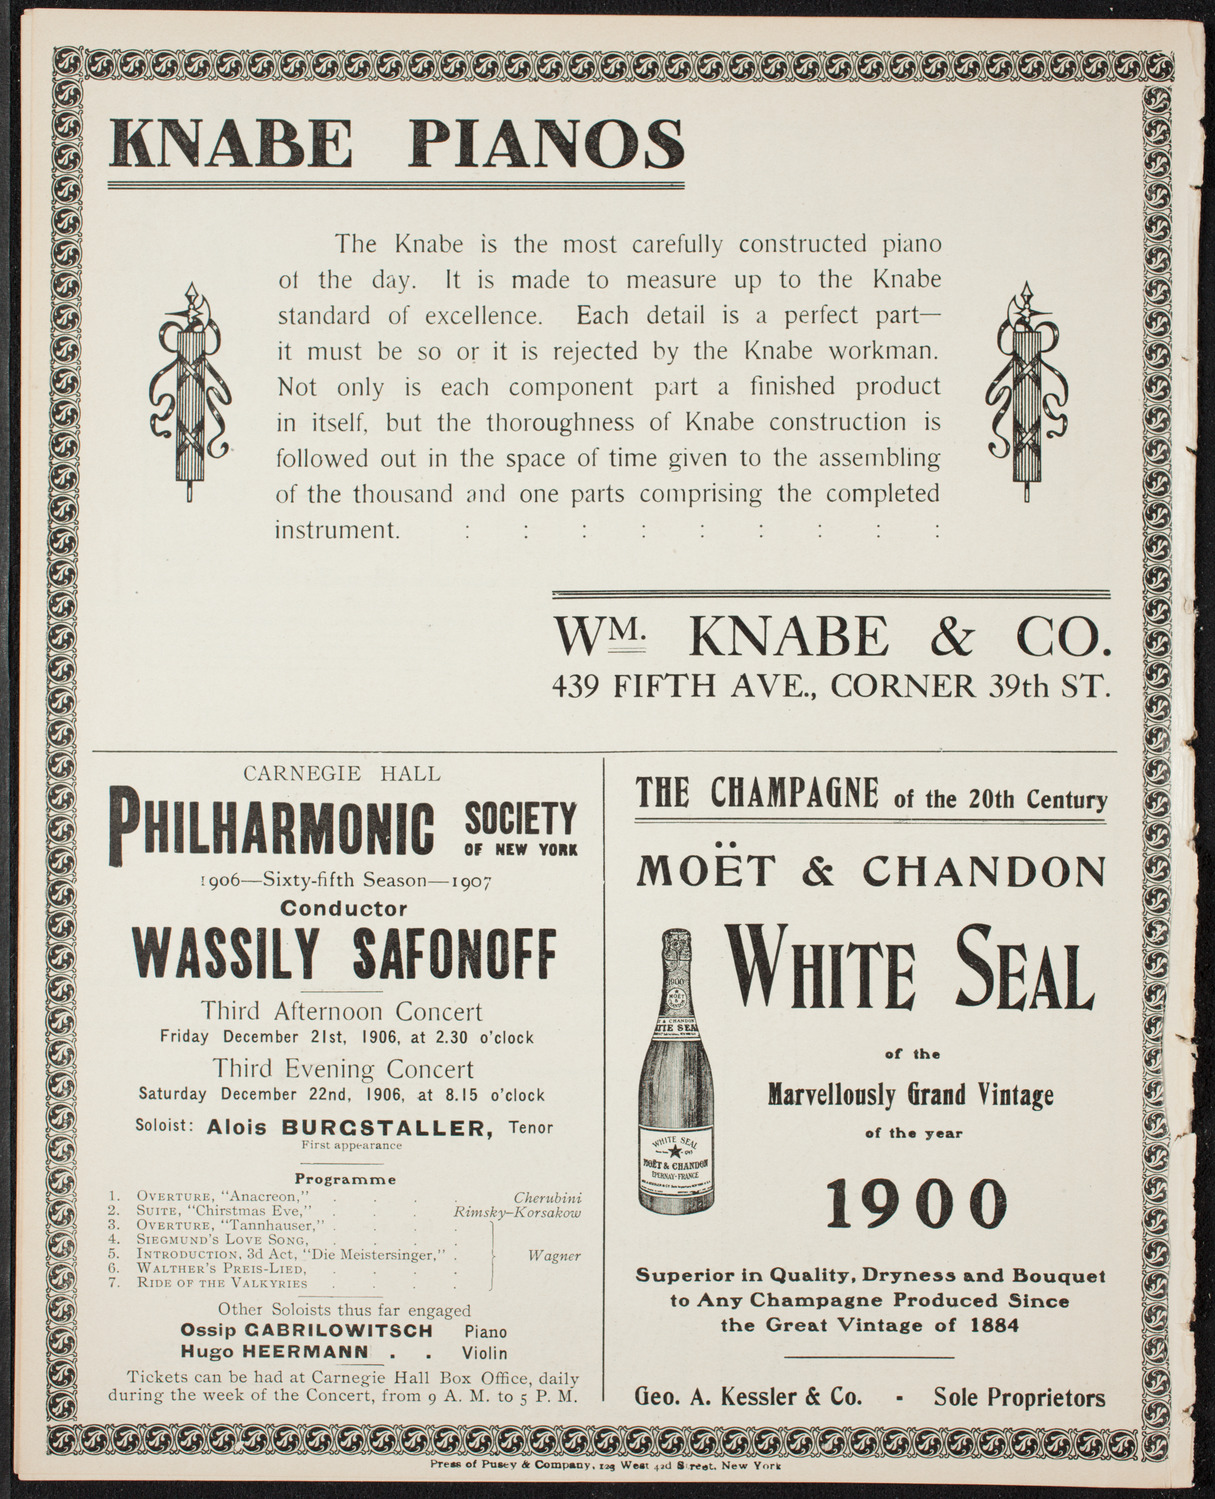 KNABE PIANOS
The Knabe is the most carefully constructed piano
of the day. It is made to measure up to the Knabe
standard of excellence. Each detail is a perfect part—
it must be so or it is rejected by the Knabe workman.
Not only is each component part a finished product
in itself, but the thoroughness of Knabe construction is
followed out in the space of time given to the assembling
of the thousand and one parts comprising the completed
instrument. : : : : : : : : :
WM. KNABE & CO.
439 FIFTH AVE., CORNER 39th ST.
CARNEGIE HALL
PHILHARMONIC SOCIETY
OF NEW YORK
1906—Sixty-fifth Season—1907
Conductor
WASSILY SAFONOFF
Third Afternoon Concert
Friday December 21st, 1906, at 2.30 o'clock
Third Evening Concert
Saturday December 22nd, 1906, at 8.15 o'clock
Soloist: Alois BURGSTALLER, Tenor
First appearance
Programme
1. OVERTURE, "Anacreon," . . . . Cherubini
2. SUITE, "Chirstmas Eve," . . . Rimsky-Korsakow
3. OVERTURE, "Tannhauser," . . . .
4. SIEGMUND'S LOVE SONG, . . . .
5. INTRODUCTION, 3d Act, "Die Meistersinger," . Wagner
6. WALTHER'S PREIS-LIED, . . . .
7. RIDE OF THE VALKYRIES . . . .
Other Soloists thus far engaged
Ossip GABRILOWITSCH Piano
Hugo HEERMANN . . Violin
Tickets can be had at Carnegie Hall Box Office, daily
during the week of the Concert, from 9 A. M. to 5 P. M.
THE CHAMPAGNE of the 20th Century
MOËT & CHANDON
WHITE SEAL
of the
Marvellously Grand Vintage
of the year
1900
Superior in Quality, Dryness and Bouquet
to Any Champagne Produced Since
the Great Vintage of 1884
Geo. A. Kessler & Co. - Sole Proprietors
1900
MOËT
& CHANDON
ITE SEA
WHITE SEAL
MOËT & CHANDON
EPERNAY-FRANCE
Press of Pusey & Company, 129 West 42d Street, New York